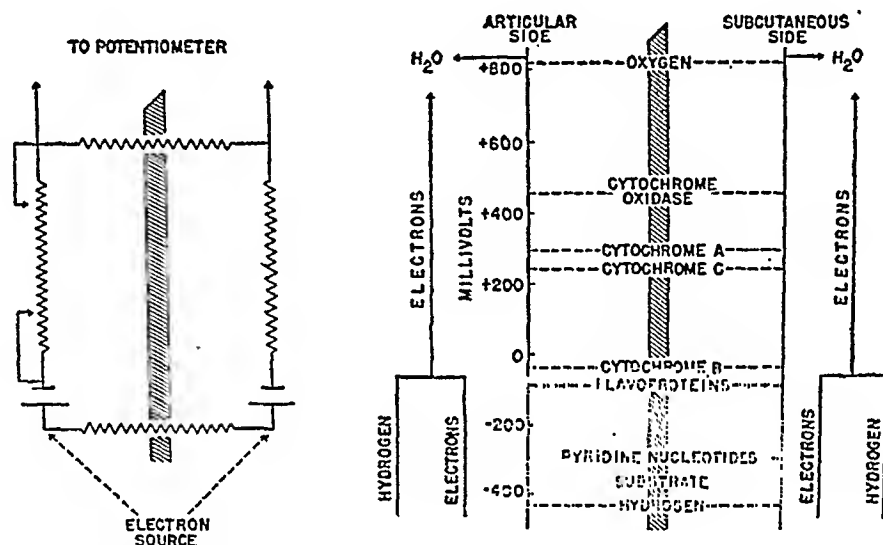 TO POTENTIOMETER
ELECTRON
SOURCE
ARTICULAR
SIDE
SUBCUTANEOUS
SIDE
H₂O
H₂O
+800
+600
+400
+200
0
-200
-450
MILLIVOLTS
OXYGEN
CYTOCHROME
OXIDASE
CYTOCHROME A
CYTOCHROME C
CYTOCHROME B
FLAVOPROTEINS
PYRIDINE NUCLEOTIDES
SUBSTRATE
HYDROGEN
ELECTRONS
HYDROGEN
ELECTRONS
ELECTRONS
ELECTRONS
HYDROGEN